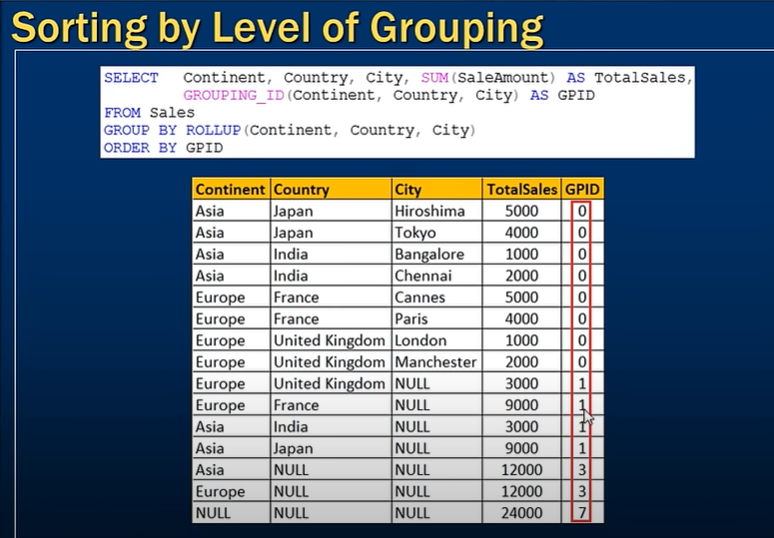 Sorting by Level of Grouping
SELECT Continent, Country, City, SUM(SaleAmount) AS TotalSales,
GROUPING_ID(Continent, Country, City) AS GPID
FROM Sales
GROUP BY ROLLUP(Continent, Country, City)
ORDER BY GPID
Continent Country City TotalSales GPID
Asia Japan Hiroshima 5000 0
Asia Japan Tokyo 4000 0
Asia India Bangalore 1000 0
Asia India Chennai 2000 0
Europe France Cannes 5000 0
Europe France Paris 4000 0
Europe United Kingdom London 1000 0
Europe United Kingdom Manchester 2000 0
Europe United Kingdom NULL 3000 1
Europe France NULL 9000 1
Asia India NULL 3000 1
Asia Japan NULL 9000 1
Asia NULL NULL 12000 3
Europe NULL NULL 12000 3
NULL NULL NULL 24000 7